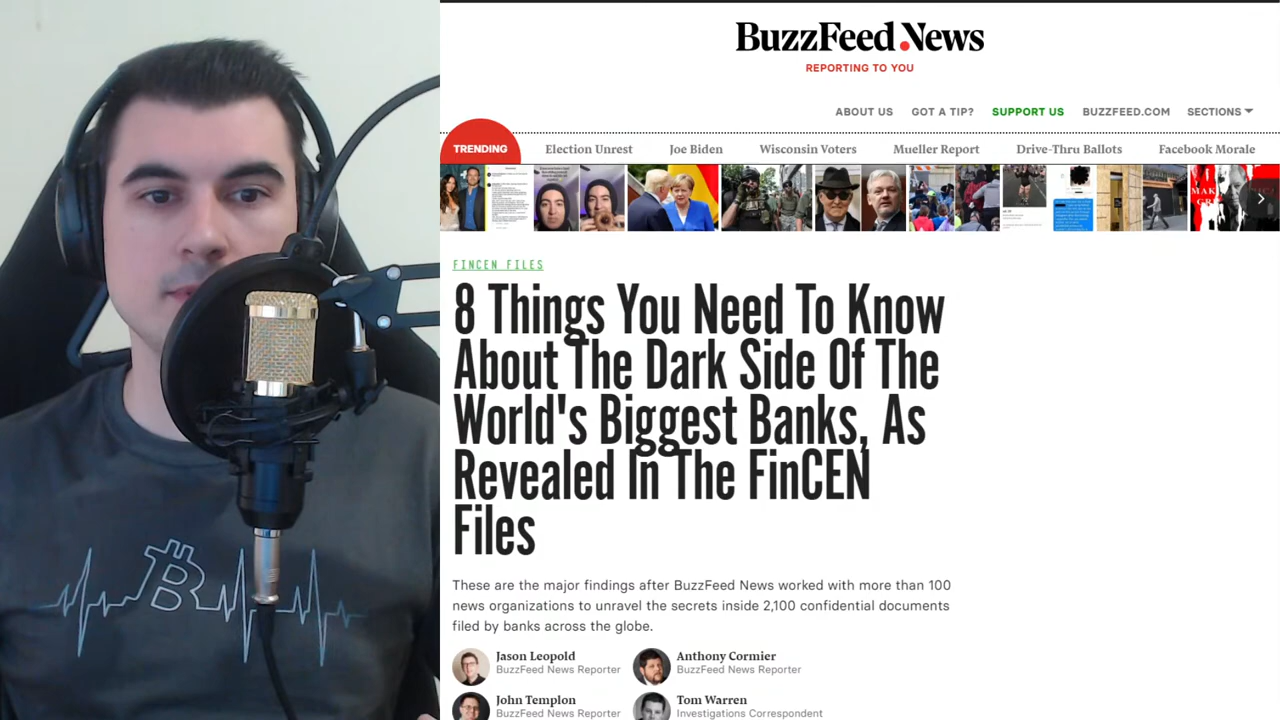 BuzzFeed News
REPORTING TO YOU
ABOUT US GOT A TIP? SUPPORT US BUZZFEED.COM SECTIONS
TRENDING Election Unrest Joe Biden Wisconsin Voters Mueller Report Drive-Thru Ballots Facebook Morale
FINCEN FILES
8 Things You Need To Know
About The Dark Side Of The
World's Biggest Banks, As
Revealed In The FinCEN
Files
These are the major findings after BuzzFeed News worked with more than 100
news organizations to unravel the secrets inside 2,100 confidential documents
filed by banks across the globe.
Jason Leopold
BuzzFeed News Reporter
Anthony Cormier
BuzzFeed News Reporter
John Templon
BuzzFeed News Reporter
Tom Warren
Investigations Correspondent